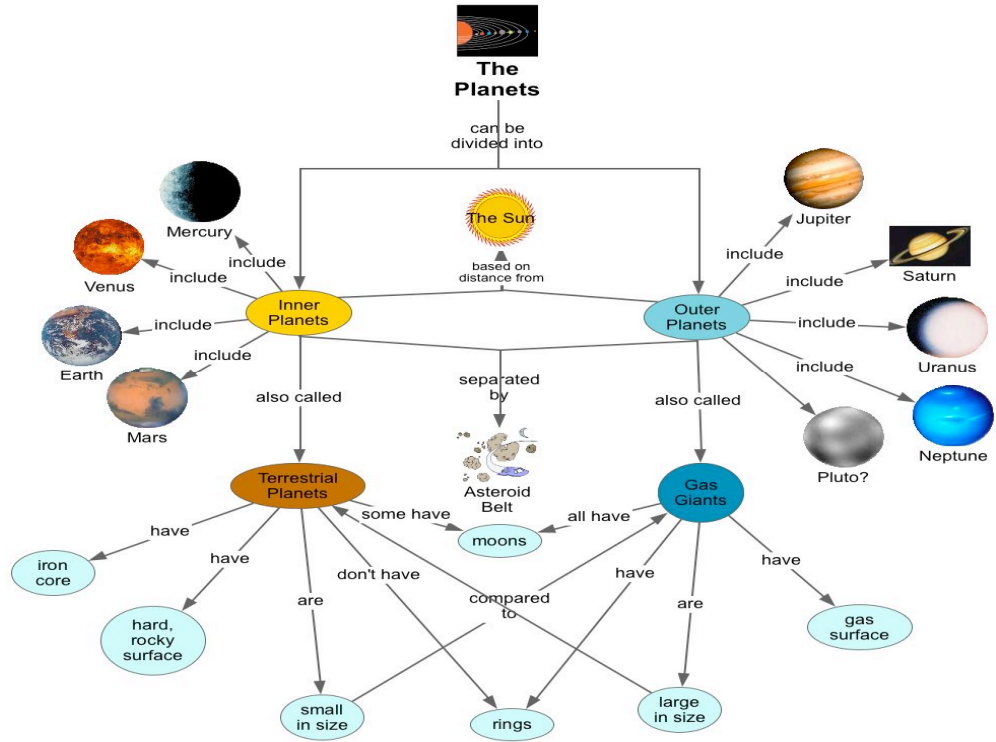 The
Planets
can be
divided into
Mercury
The Sun
Jupiter
include
include
based on
distance from
Venus
include
include
Saturn
Inner
Planets
Outer
Planets
Earth
include
include
Uranus
include
include
Mars
also called
separated
by
also called
Pluto?
Neptune
Terrestrial
Planets
Asteroid
Belt
Gas
Giants
some have
all have
moons
have
iron
core
have
don't have
have
have
hard,
rocky
surface
are
compared
to
are
gas
surface
small
in size
rings
large
in size